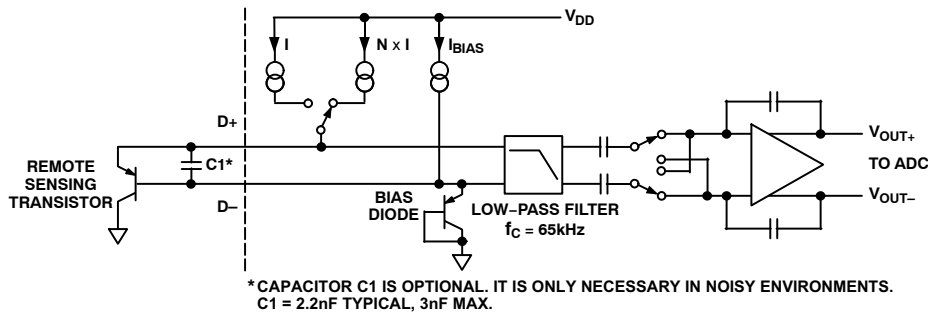 V_DD
I
N x I
I_BIAS
D+
REMOTE
SENSING
TRANSISTOR
C1*
D–
BIAS
DIODE
LOW–PASS FILTER
f_C = 65kHz
V_OUT+
TO ADC
V_OUT–
* CAPACITOR C1 IS OPTIONAL. IT IS ONLY NECESSARY IN NOISY ENVIRONMENTS.
C1 = 2.2nF TYPICAL, 3nF MAX.